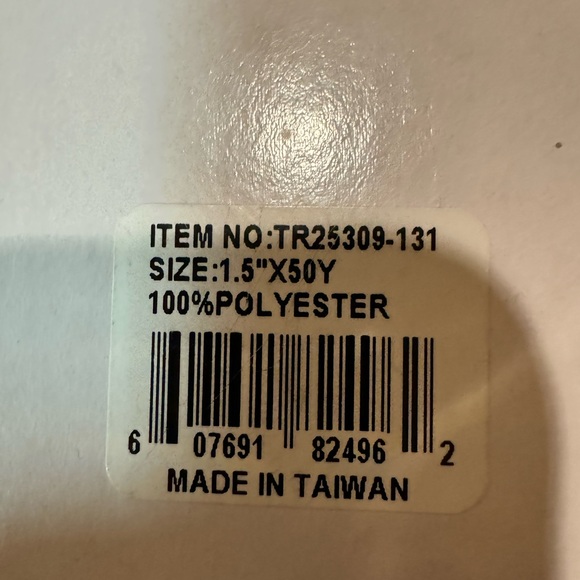 ITEM NO:TR25309-131
SIZE:1.5"X50Y
100%POLYESTER
6 07691 82496 2
MADE IN TAIWAN